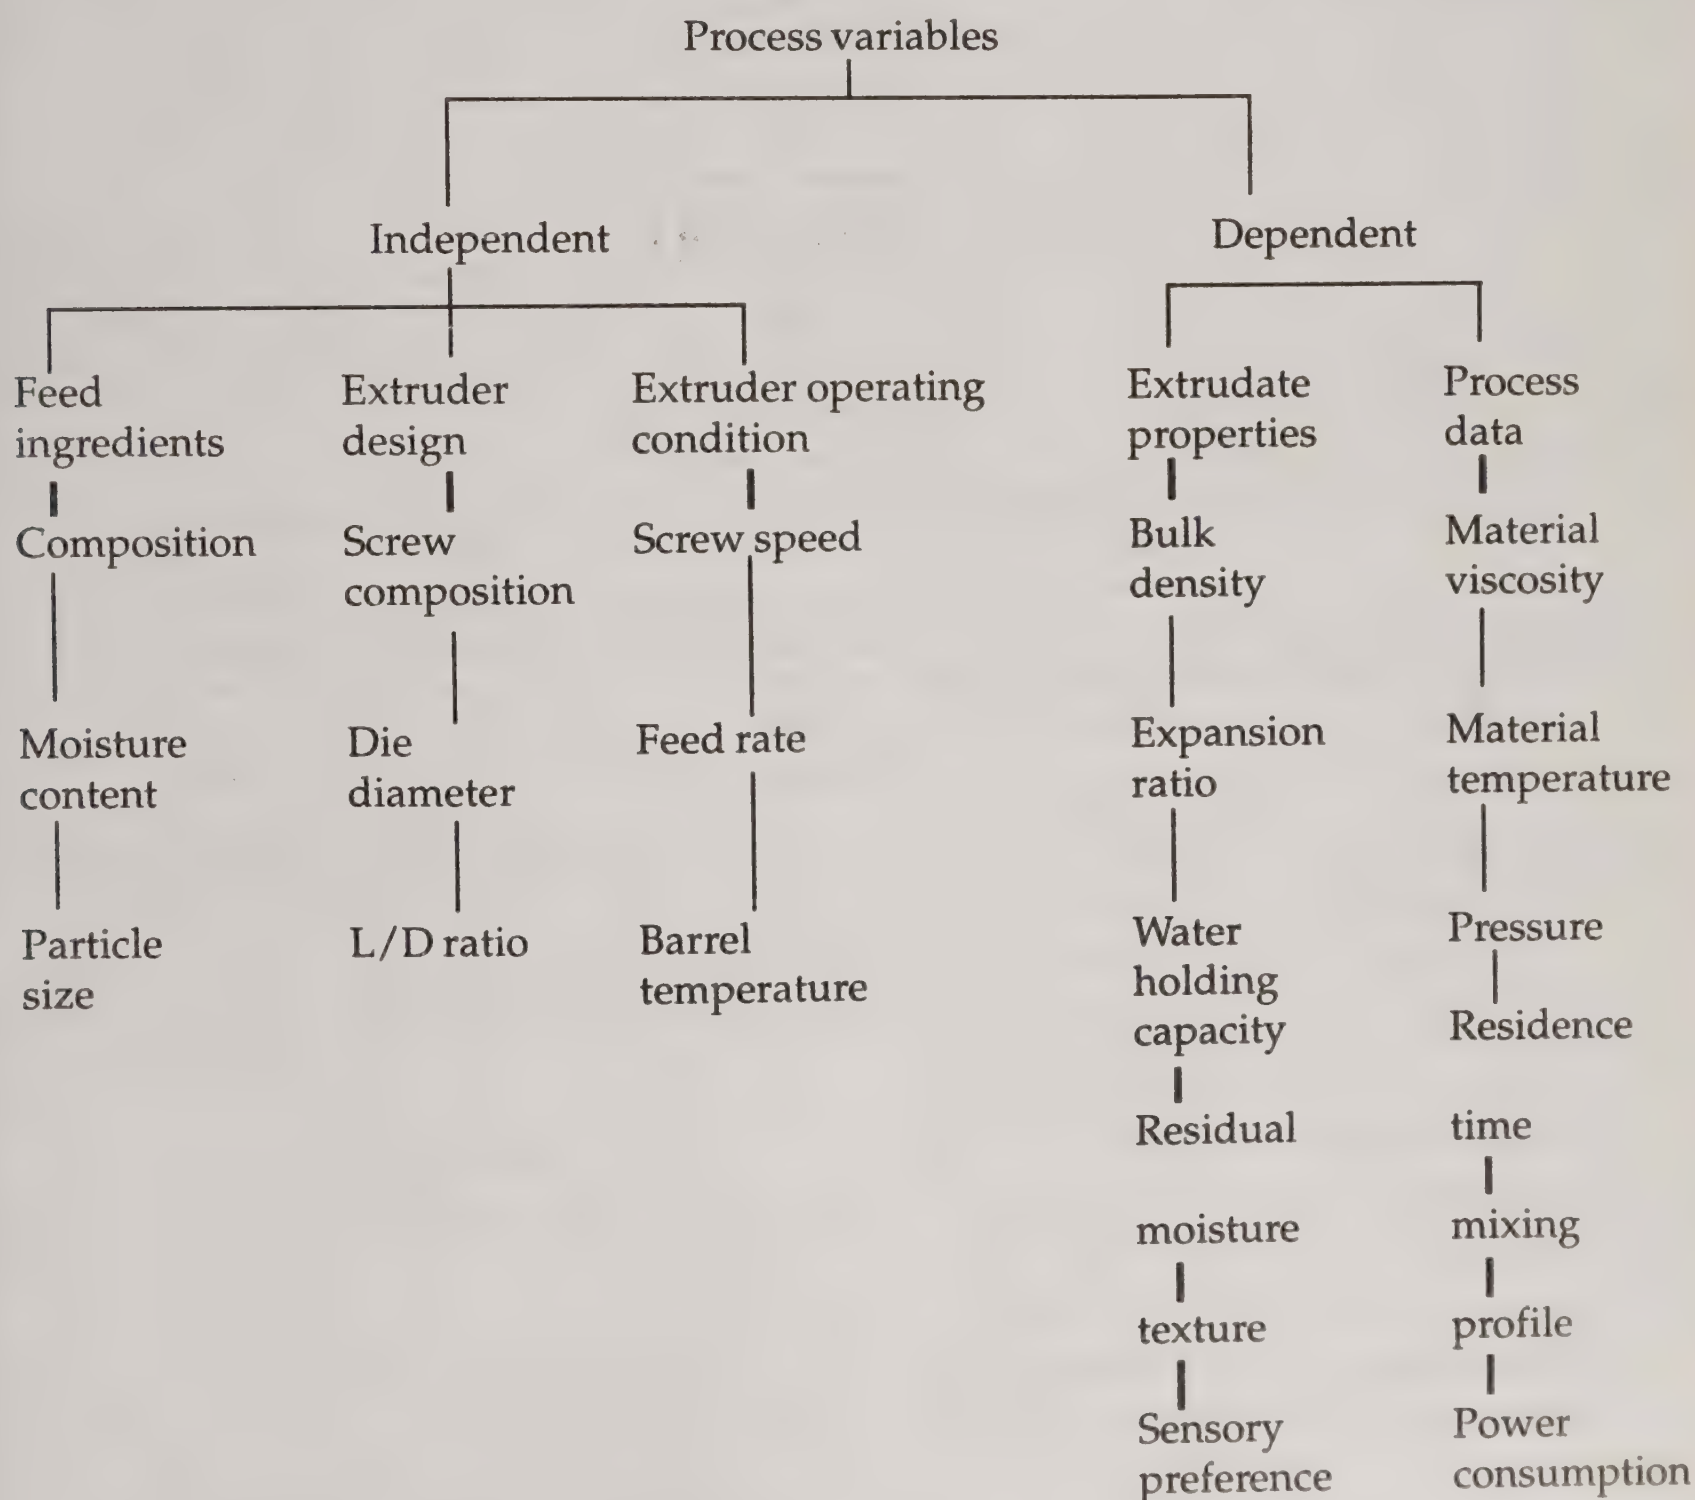 Process variables
Independent
Dependent
Feed
ingredients
Composition
Moisture
content
Particle
size
Extruder
design
Screw
composition
Die
diameter
L/D ratio
Extruder operating
condition
Screw speed
Feed rate
Barrel
temperature
Extrudate
properties
Bulk
density
Expansion
ratio
Water
holding
capacity
Residual
moisture
texture
Sensory
preference
Process
data
Material
viscosity
Material
temperature
Pressure
Residence
time
mixing
profile
Power
consumption